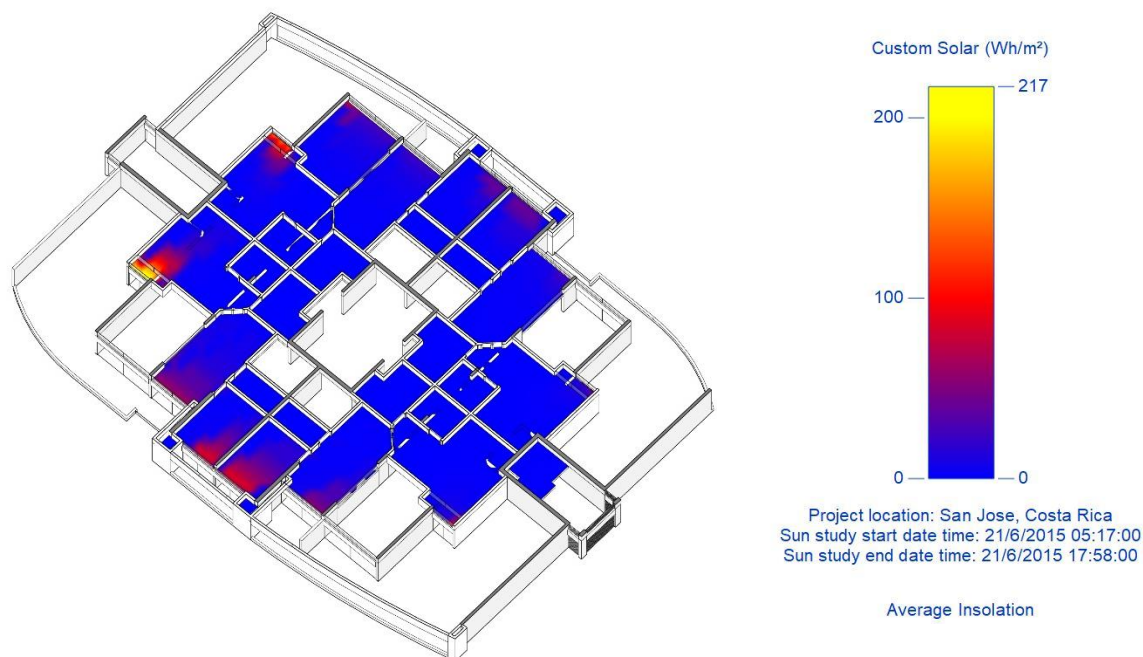 Custom Solar (Wh/m²)
217
200
100
0
0
Project location: San Jose, Costa Rica
Sun study start date time: 21/6/2015 05:17:00
Sun study end date time: 21/6/2015 17:58:00
Average Insolation